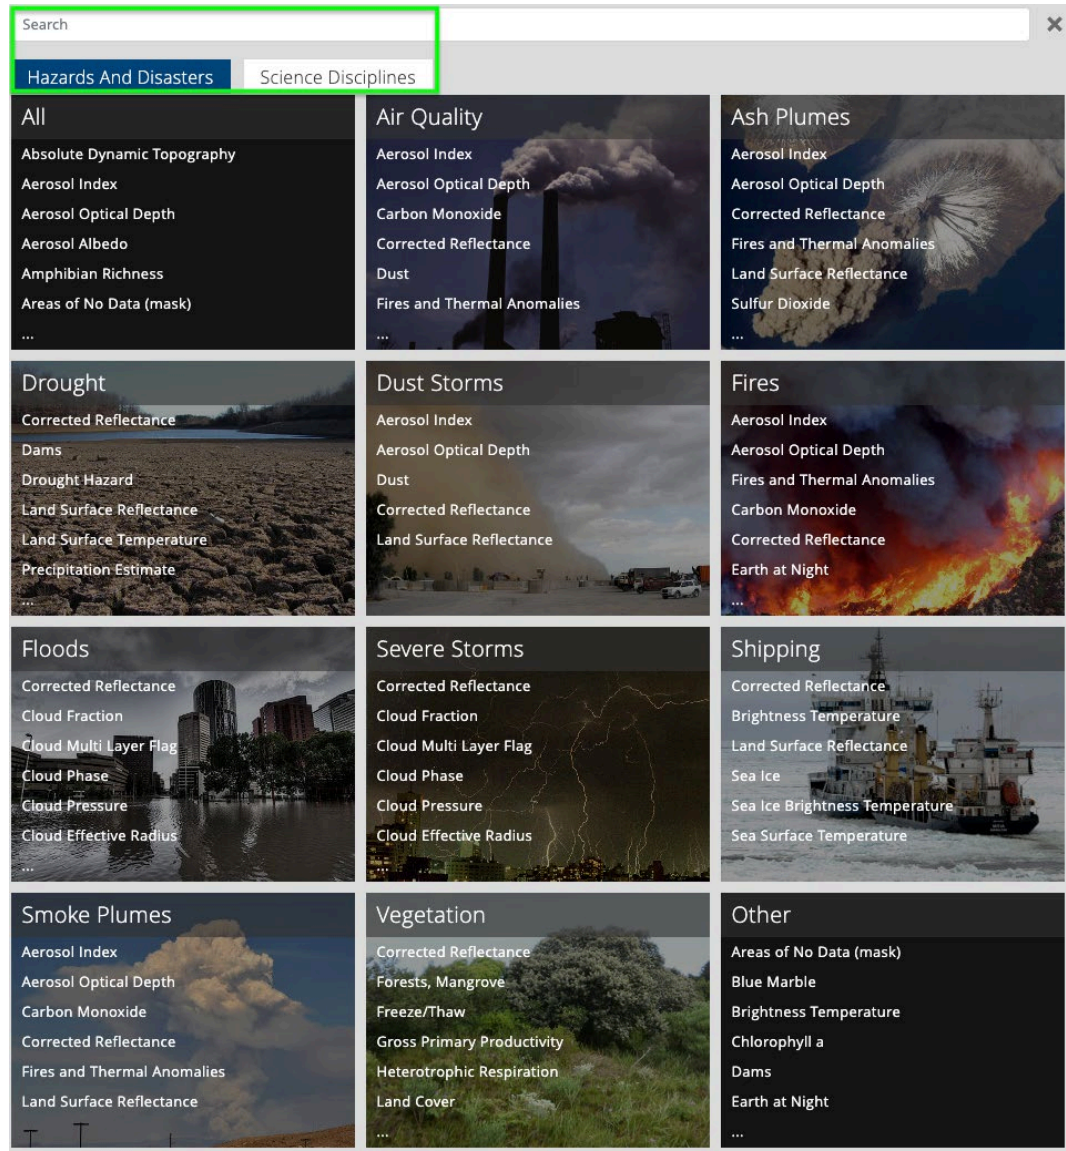 Search
Hazards And Disasters
Science Disciplines
All
Absolute Dynamic Topography
Aerosol Index
Aerosol Optical Depth
Aerosol Albedo
Amphibian Richness
Areas of No Data (mask)
...
Air Quality
Aerosol Index
Aerosol Optical Depth
Carbon Monoxide
Corrected Reflectance
Dust
Fires and Thermal Anomalies
...
Ash Plumes
Aerosol Index
Aerosol Optical Depth
Corrected Reflectance
Fires and Thermal Anomalies
Land Surface Reflectance
Sulfur Dioxide
...
Drought
Corrected Reflectance
Dams
Drought Hazard
Land Surface Reflectance
Land Surface Temperature
Precipitation Estimate
...
Dust Storms
Aerosol Index
Aerosol Optical Depth
Dust
Corrected Reflectance
Land Surface Reflectance
Fires
Aerosol Index
Aerosol Optical Depth
Fires and Thermal Anomalies
Carbon Monoxide
Corrected Reflectance
Earth at Night
...
Floods
Corrected Reflectance
Cloud Fraction
Cloud Multi Layer Flag
Cloud Phase
Cloud Pressure
Cloud Effective Radius
...
Severe Storms
Corrected Reflectance
Cloud Fraction
Cloud Multi Layer Flag
Cloud Phase
Cloud Pressure
Cloud Effective Radius
...
Shipping
Corrected Reflectance
Brightness Temperature
Land Surface Reflectance
Sea Ice
Sea Ice Brightness Temperature
Sea Surface Temperature
Smoke Plumes
Aerosol Index
Aerosol Optical Depth
Carbon Monoxide
Corrected Reflectance
Fires and Thermal Anomalies
Land Surface Reflectance
Vegetation
Corrected Reflectance
Forests, Mangrove
Freeze/Thaw
Gross Primary Productivity
Heterotrophic Respiration
Land Cover
...
Other
Areas of No Data (mask)
Blue Marble
Brightness Temperature
Chlorophyll a
Dams
Earth at Night
...